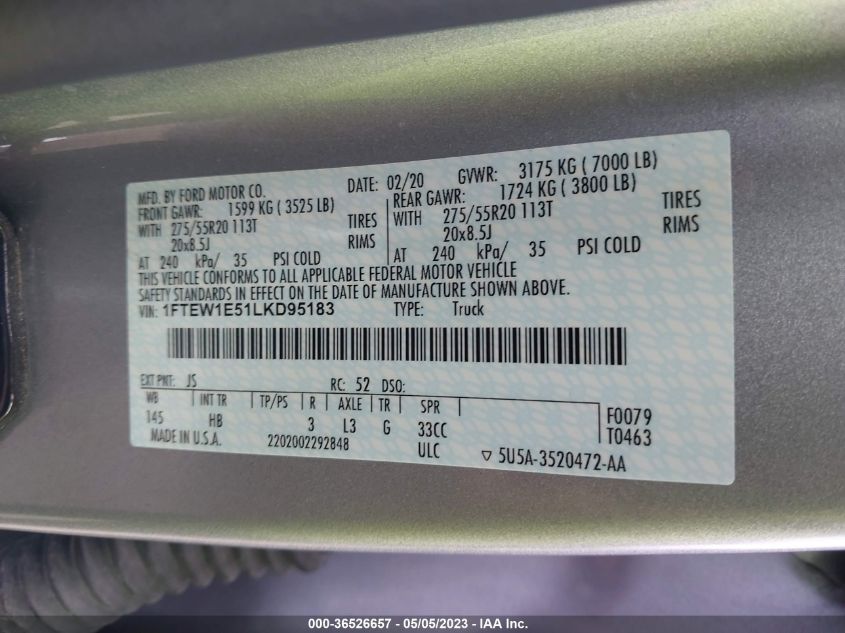 MFD. BY FORD MOTOR CO. DATE: 02/20 GVWR: 3175 KG ( 7000 LB)
FRONT GAWR: 1599 KG ( 3525 LB) REAR GAWR: 1724 KG ( 3800 LB)
WITH 275/55R20 113T TIRES WITH 275/55R20 113T TIRES
20x8.5J RIMS 20x8.5J RIMS
AT 240 kPa/ 35 PSI COLD AT 240 kPa/ 35 PSI COLD
THIS VEHICLE CONFORMS TO ALL APPLICABLE FEDERAL MOTOR VEHICLE
SAFETY STANDARDS IN EFFECT ON THE DATE OF MANUFACTURE SHOWN ABOVE.
VIN: 1FTEW1E51LKD95183 TYPE: Truck
EXT PNT: JS RC: 52 DSO:
WB INT TR TP/PS R AXLE TR SPR F0079
145 HB 3 L3 G 33CC T0463
MADE IN U.S.A. 2202002292848 ULC ▽ 5U5A-3520472-AA
000-36526657 - 05/05/2023 - IAA Inc.